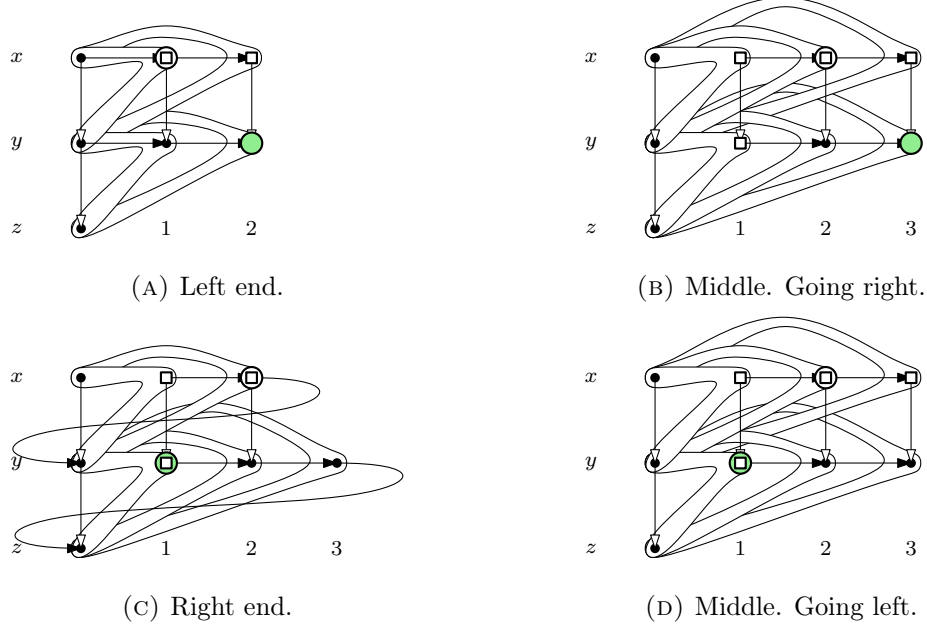 x x
y y
z 1 2 z 1 2 3
(A) Left end. (B) Middle. Going right.
x x
y y
z 1 2 3 z 1 2 3
(C) Right end. (D) Middle. Going left.